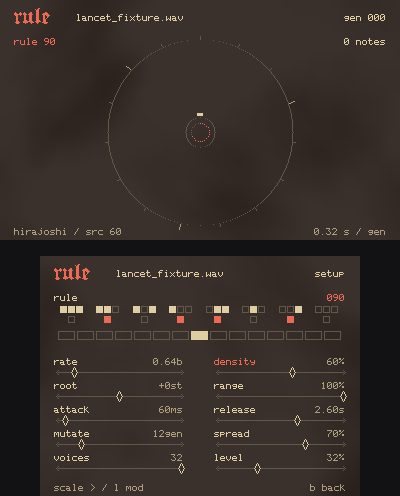 rule lancet_fixture.wav gen 000
rule 90 0 notes
hirajoshi / src 60 0.32 s / gen
rule lancet_fixture.wav setup
rule 090
rate 0.64b density 60%
root +0st range 100%
attack 60ms release 2.60s
mutate 12gen spread 70%
voices 32 level 32%
scale > / l mod b back